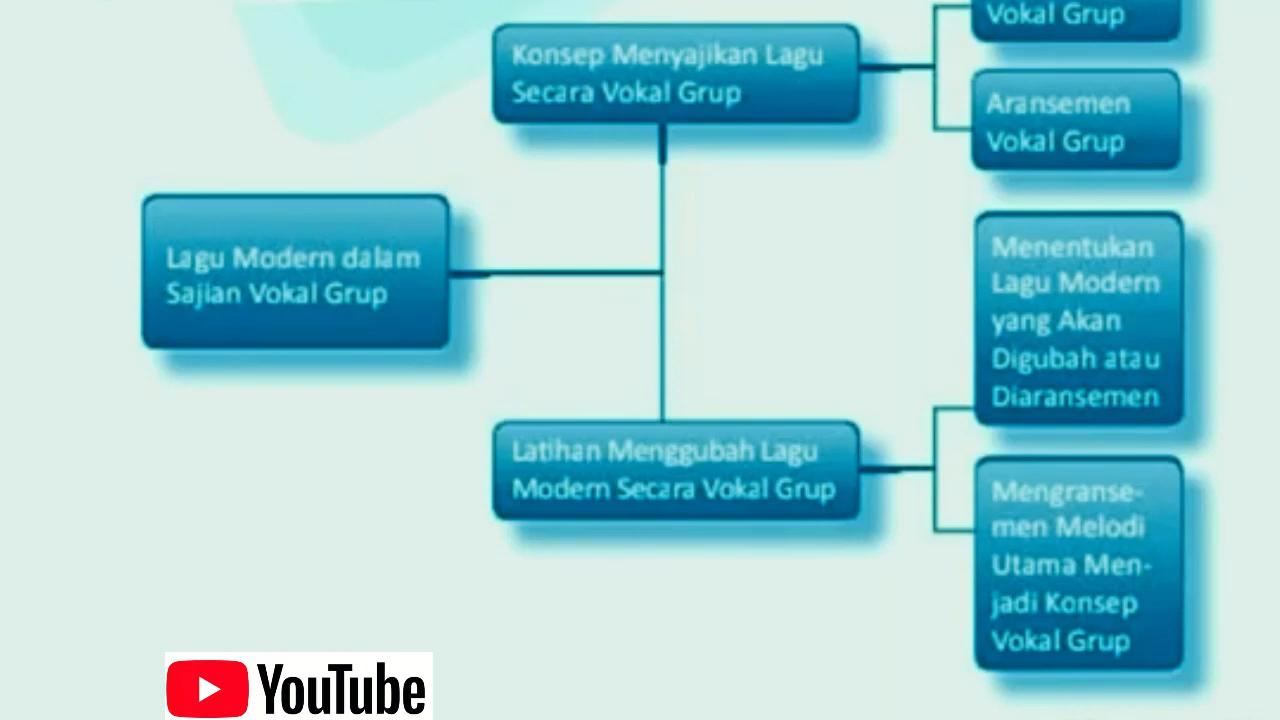 Vokal Grup
Konsep Menyajikan Lagu
Secara Vokal Grup
Aransemen
Vokal Grup
Lagu Modern dalam
Sajian Vokal Grup
Menentukan
Lagu Modern
yang Akan
Digubah atau
Diaransemen
Latihan Menggubah Lagu
Modern Secara Vokal Grup
Mengranse-
men Melodi
Utama Men-
jadi Konsep
Vokal Grup
YouTube